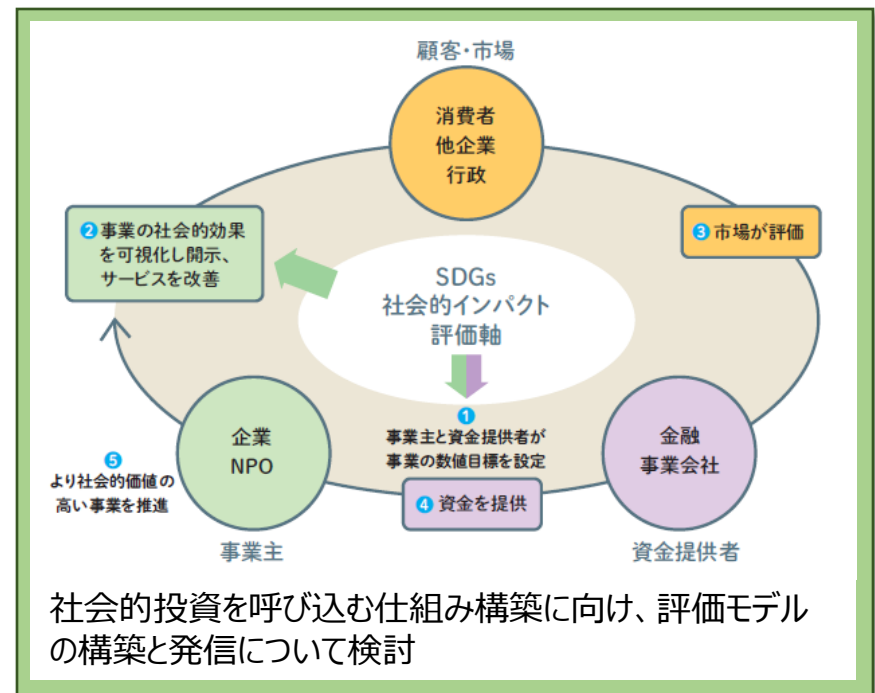 顧客・市場
消費者
他企業
行政
❷事業の社会的効果
を可視化し開示、
サービスを改善
❸市場が評価
SDGs
社会的インパクト
評価軸
❶
事業主と資金提供者が
事業の数値目標を設定
企業
NPO
金融
事業会社
❺
より社会的価値の
高い事業を推進
❹資金を提供
事業主
資金提供者
社会的投資を呼び込む仕組み構築に向け、評価モデル
の構築と発信について検討